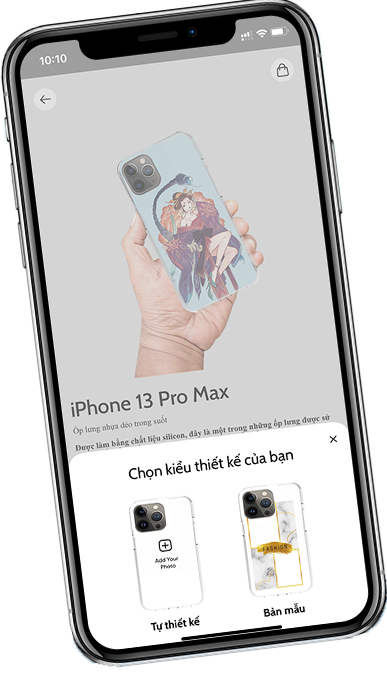 10:10
iPhone 13 Pro Max
Ốp lưng nhựa dẻo trong suốt
Được làm bằng chất liệu silicon, đây là một trong những ốp lưng được sử
Chọn kiểu thiết kế của bạn
Add Your
Photo
FASHION
Tự thiết kế
Bản mẫu